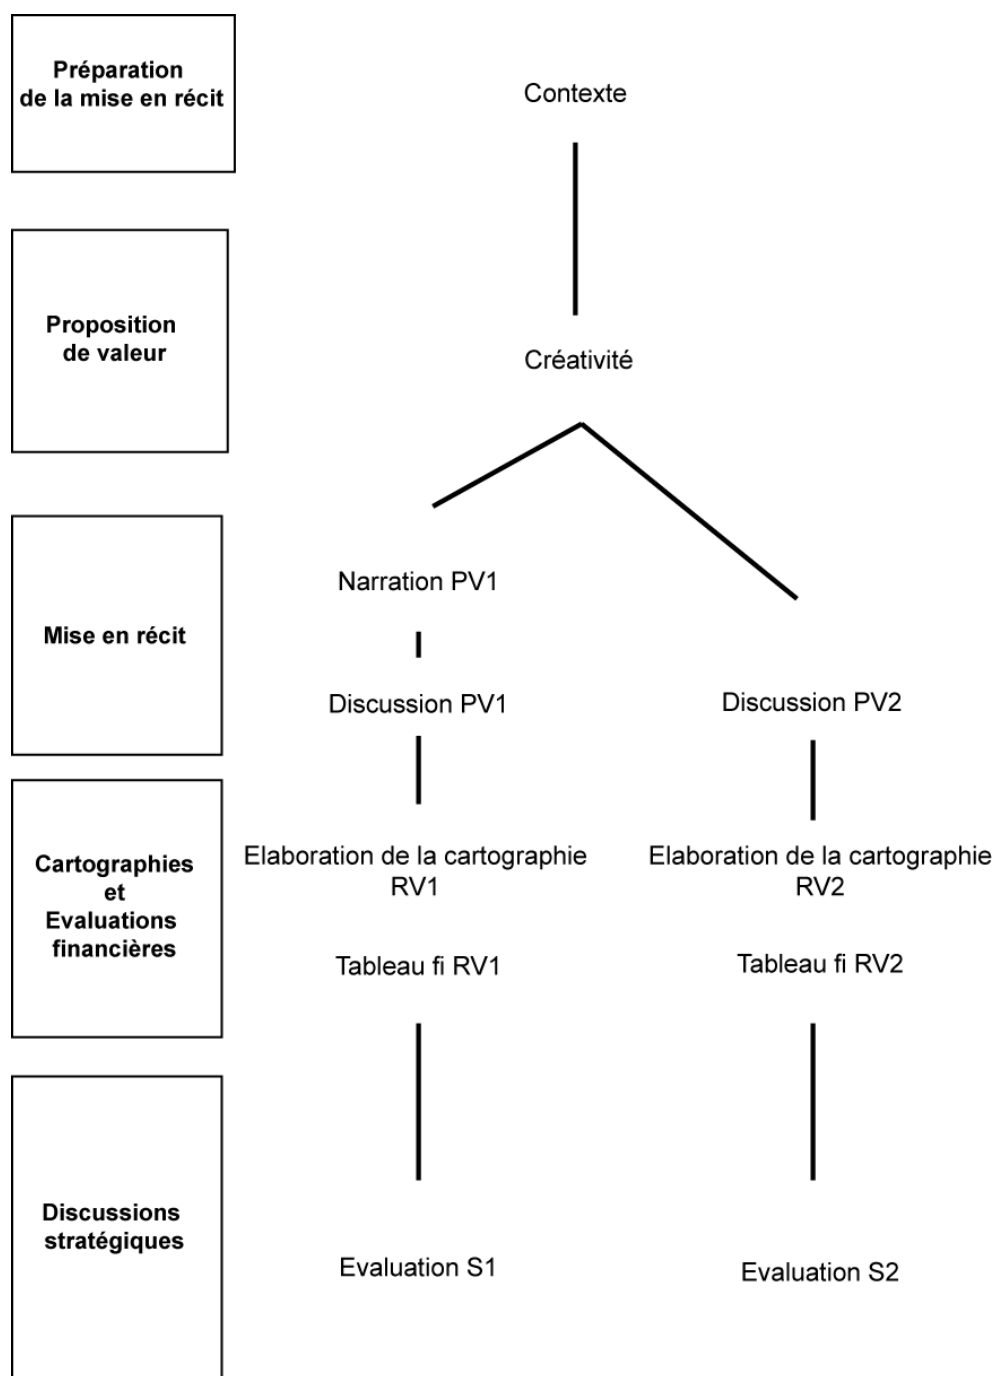 Préparation
de la mise en récit
Contexte
Proposition
de valeur
Créativité
Mise en récit
Narration PV1
Discussion PV1
Discussion PV2
Cartographies
et
Evaluations
financières
Elaboration de la cartographie
RV1
Elaboration de la cartographie
RV2
Tableau fi RV1
Tableau fi RV2
Discussions
stratégiques
Evaluation S1
Evaluation S2